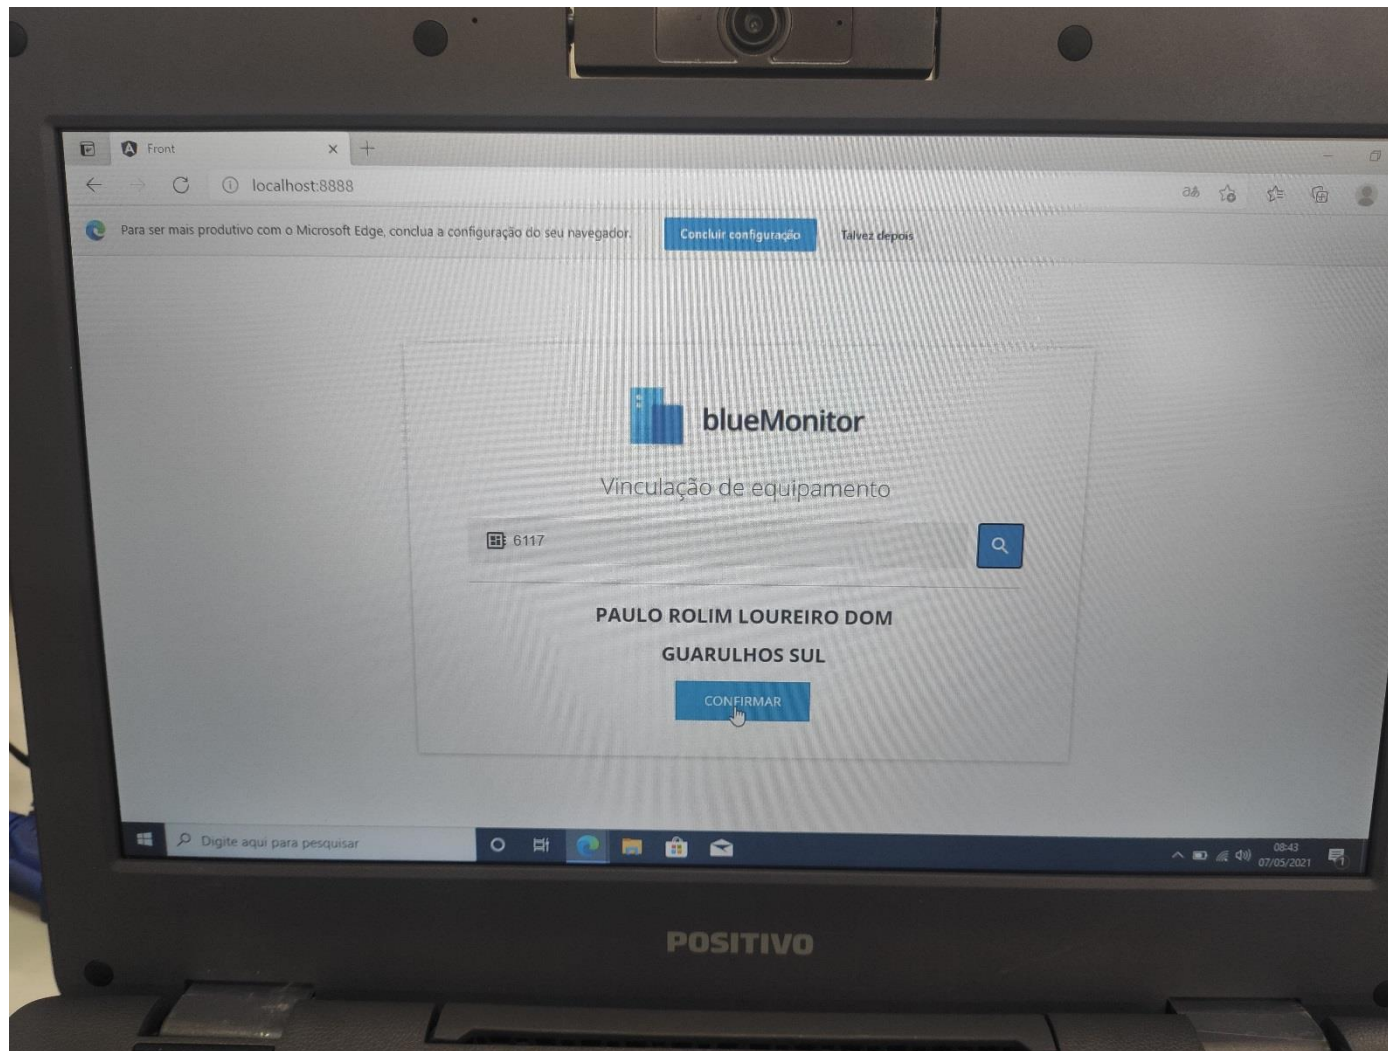 Front
localhost:8888
Para ser mais produtivo com o Microsoft Edge, conclua a configuração do seu navegador.
Concluir configuração
Talvez depois
blueMonitor
Vinculação de equipamento
6117
PAULO ROLIM LOUREIRO DOM
GUARULHOS SUL
CONFIRMAR
Digite aqui para pesquisar
08:43
07/05/2021
POSITIVO